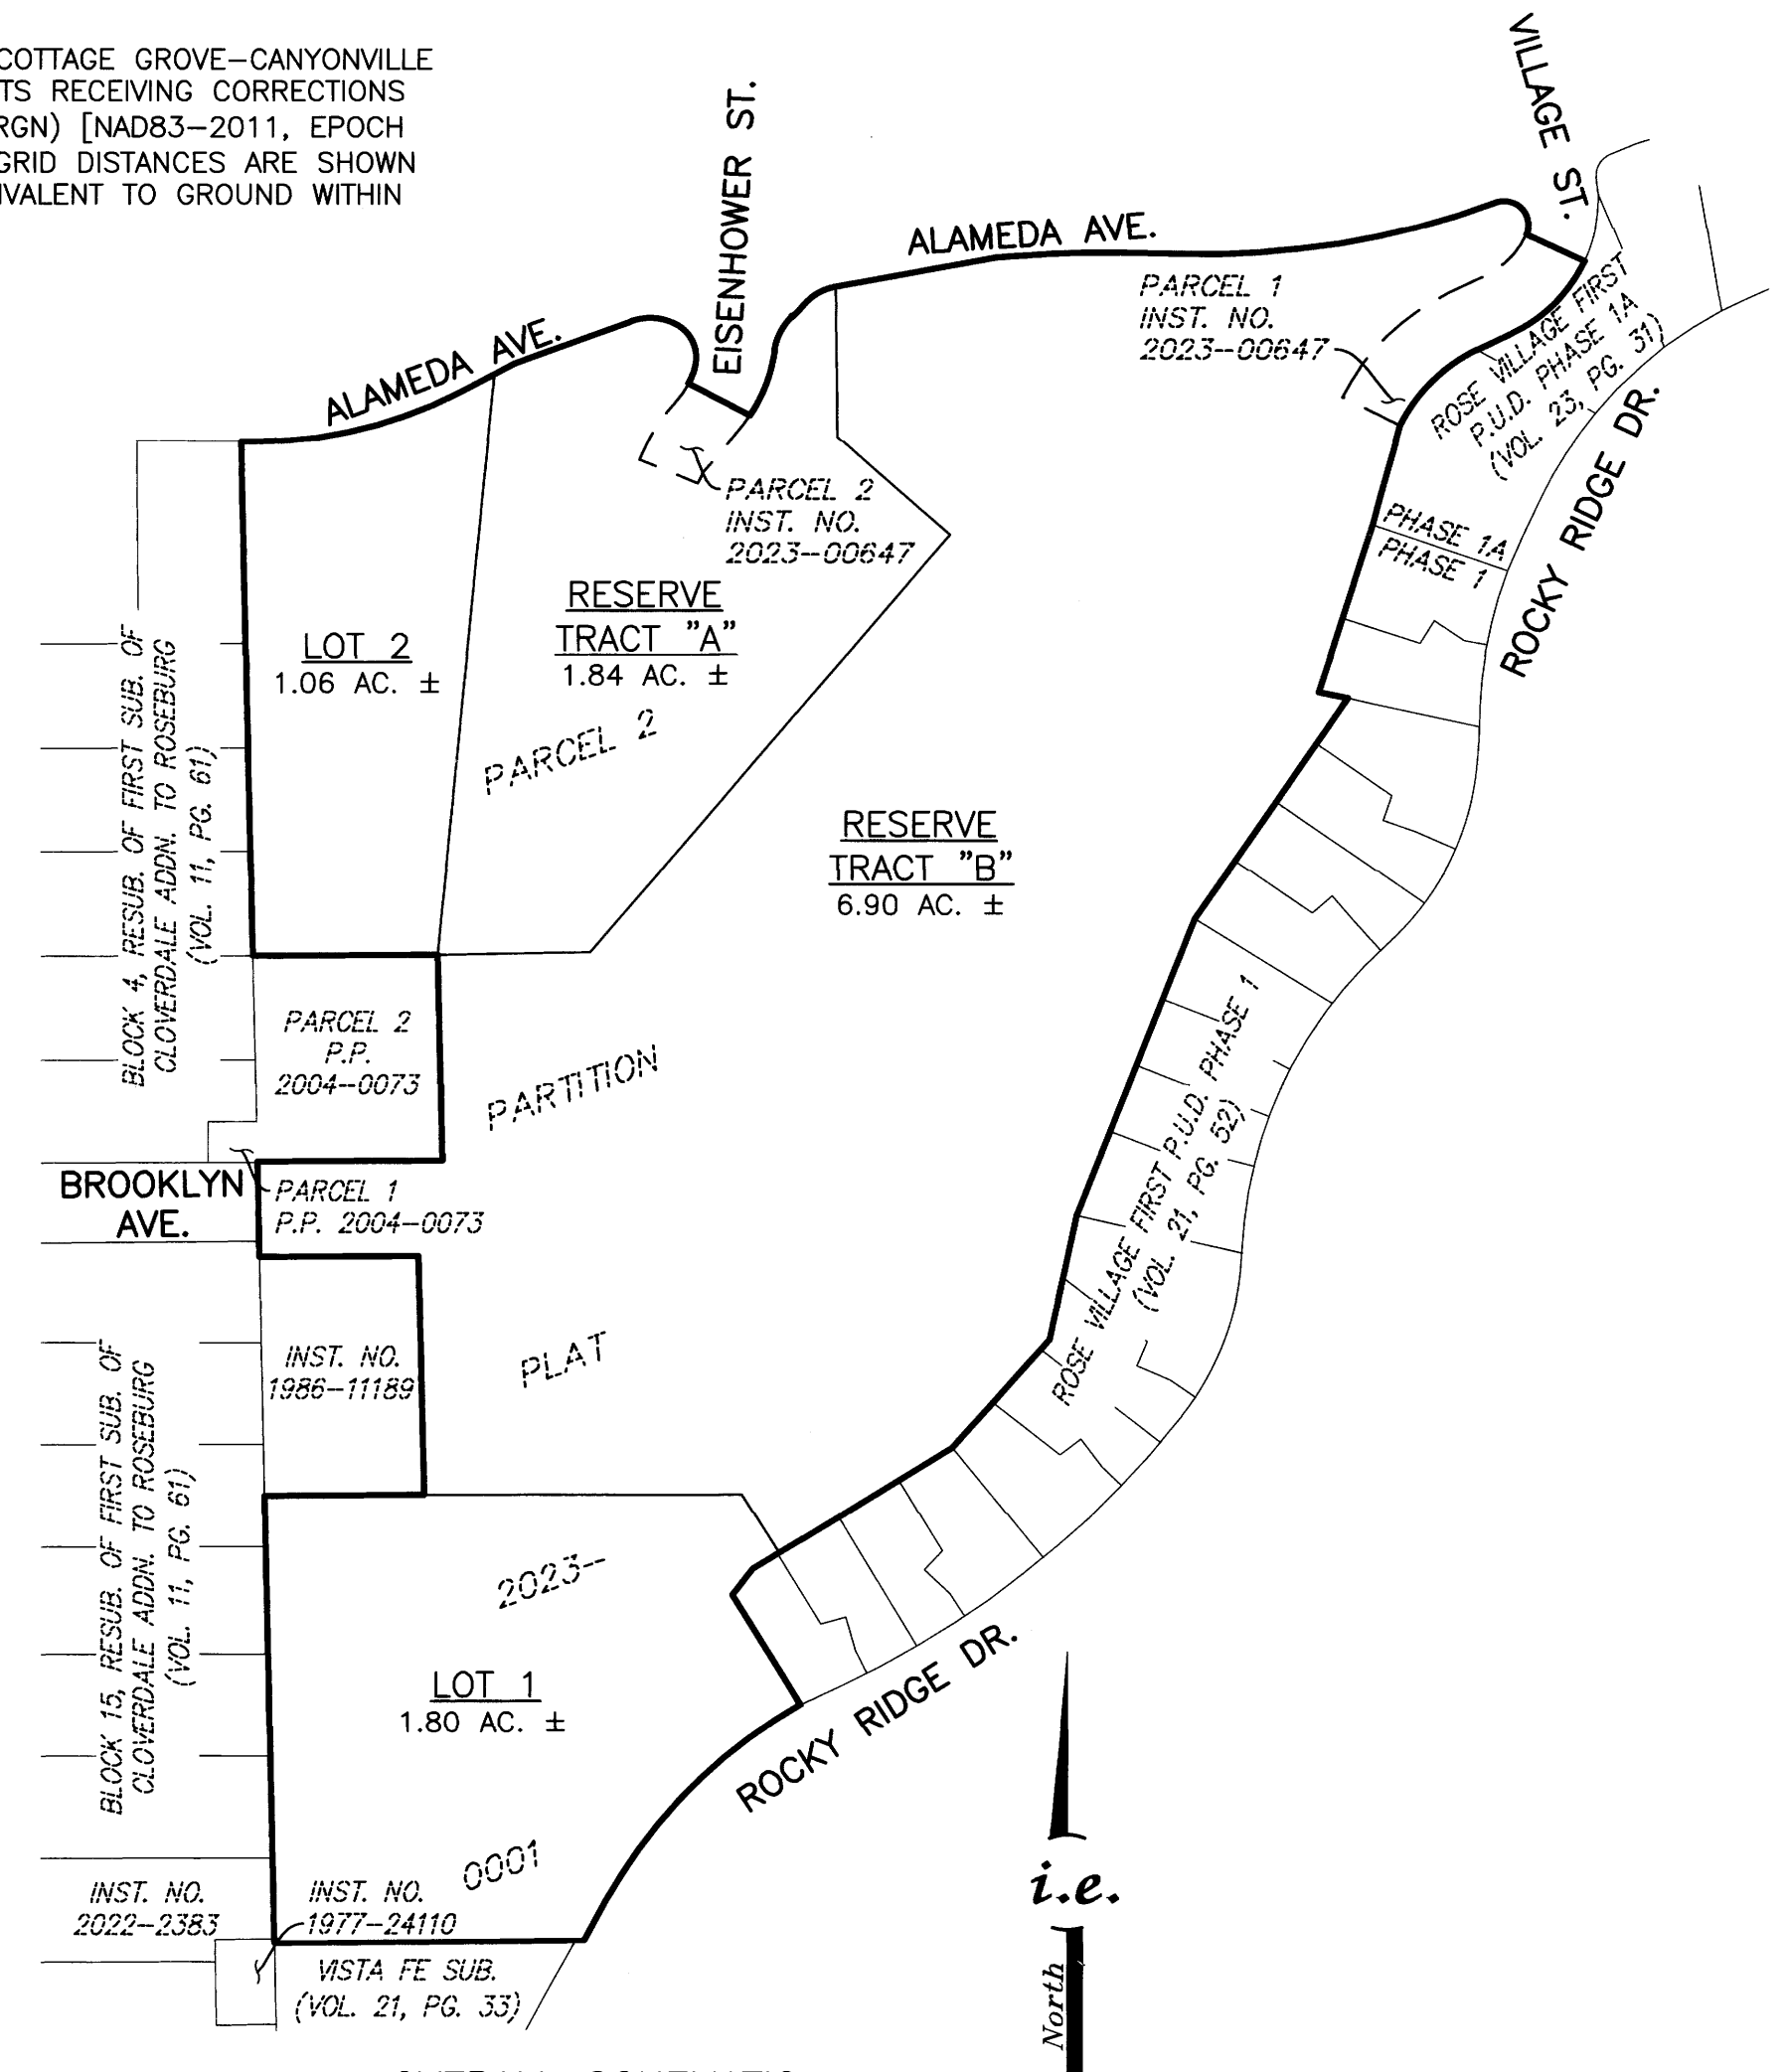 COTTAGE GROVE–CANYONVILLE
TS RECEIVING CORRECTIONS
RGN) [NAD83–2011, EPOCH
GRID DISTANCES ARE SHOWN
IVALENT TO GROUND WITHIN
VILLAGE ST.
EISENHOWER ST.
ALAMEDA AVE.
ALAMEDA AVE.
PARCEL 1
INST. NO.
2023–00647
ROSE VILLAGE FIRST
P.U.D. PHASE 1A
(VOL. 23, PG. 31)
ROCKY RIDGE DR.
PARCEL 2
INST. NO.
2023–00647
PHASE 1A
PHASE 1
RESERVE
TRACT "A"
1.84 AC. ±
LOT 2
1.06 AC. ±
BLOCK 4, RESUB. OF FIRST SUB. OF
CLOVERDALE ADDN. TO ROSEBURG
(VOL. 11, PG. 61)
PARCEL 2
RESERVE
TRACT "B"
6.90 AC. ±
PARCEL 2
P.P.
2004–0073
PARTITION
ROSE VILLAGE FIRST P.U.D. PHASE 1
(VOL. 21, PG. 52)
BROOKLYN
AVE.
PARCEL 1
P.P. 2004–0073
INST. NO.
1986–11189
PLAT
BLOCK 15, RESUB. OF FIRST SUB. OF
CLOVERDALE ADDN. TO ROSEBURG
(VOL. 11, PG. 61)
2023–
LOT 1
1.80 AC. ±
ROCKY RIDGE DR.
0001
INST. NO.
2022–2383
INST. NO.
1977–24110
VISTA FE SUB.
(VOL. 21, PG. 33)
i.e.
North